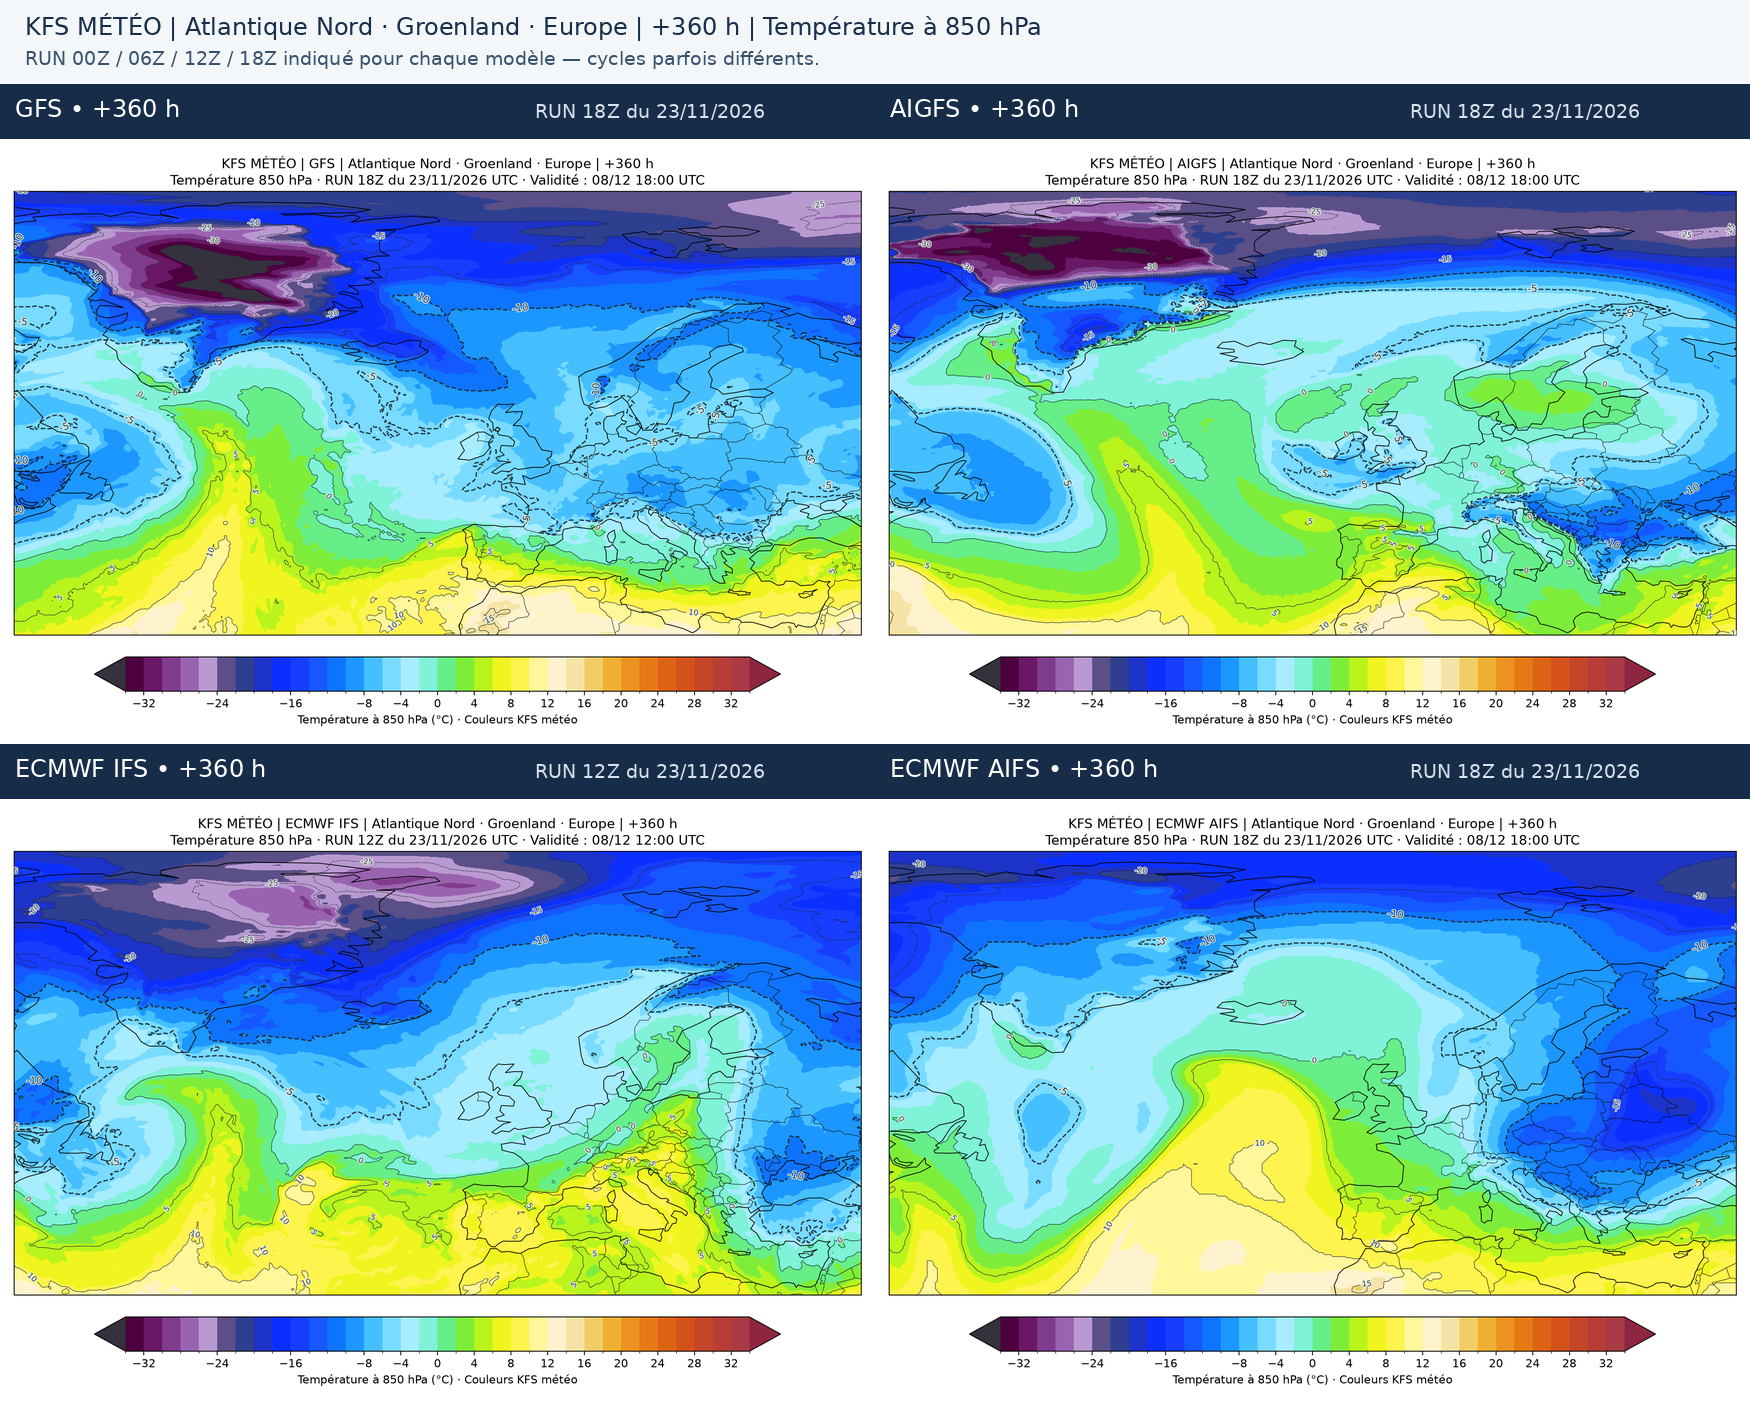 KFS MÉTÉO | Atlantique Nord · Groenland · Europe | +360 h | Température à 850 hPa
RUN 00Z / 06Z / 12Z / 18Z indiqué pour chaque modèle — cycles parfois différents.
GFS • +360 h
RUN 18Z du 23/11/2026
AIGFS • +360 h
RUN 18Z du 23/11/2026
KFS MÉTÉO | GFS | Atlantique Nord · Groenland · Europe | +360 h
Température 850 hPa · RUN 18Z du 23/11/2026 UTC · Validité : 08/12 18:00 UTC
KFS MÉTÉO | AIGFS | Atlantique Nord · Groenland · Europe | +360 h
Température 850 hPa · RUN 18Z du 23/11/2026 UTC · Validité : 08/12 18:00 UTC
−32 −24 −16 −8 −4 0 4 8 12 16 20 24 28 32
Température à 850 hPa (°C) · Couleurs KFS météo
−32 −24 −16 −8 −4 0 4 8 12 16 20 24 28 32
Température à 850 hPa (°C) · Couleurs KFS météo
ECMWF IFS • +360 h
RUN 12Z du 23/11/2026
ECMWF AIFS • +360 h
RUN 18Z du 23/11/2026
KFS MÉTÉO | ECMWF IFS | Atlantique Nord · Groenland · Europe | +360 h
Température 850 hPa · RUN 12Z du 23/11/2026 UTC · Validité : 08/12 12:00 UTC
KFS MÉTÉO | ECMWF AIFS | Atlantique Nord · Groenland · Europe | +360 h
Température 850 hPa · RUN 18Z du 23/11/2026 UTC · Validité : 08/12 18:00 UTC
−32 −24 −16 −8 −4 0 4 8 12 16 20 24 28 32
Température à 850 hPa (°C) · Couleurs KFS météo
−32 −24 −16 −8 −4 0 4 8 12 16 20 24 28 32
Température à 850 hPa (°C) · Couleurs KFS météo